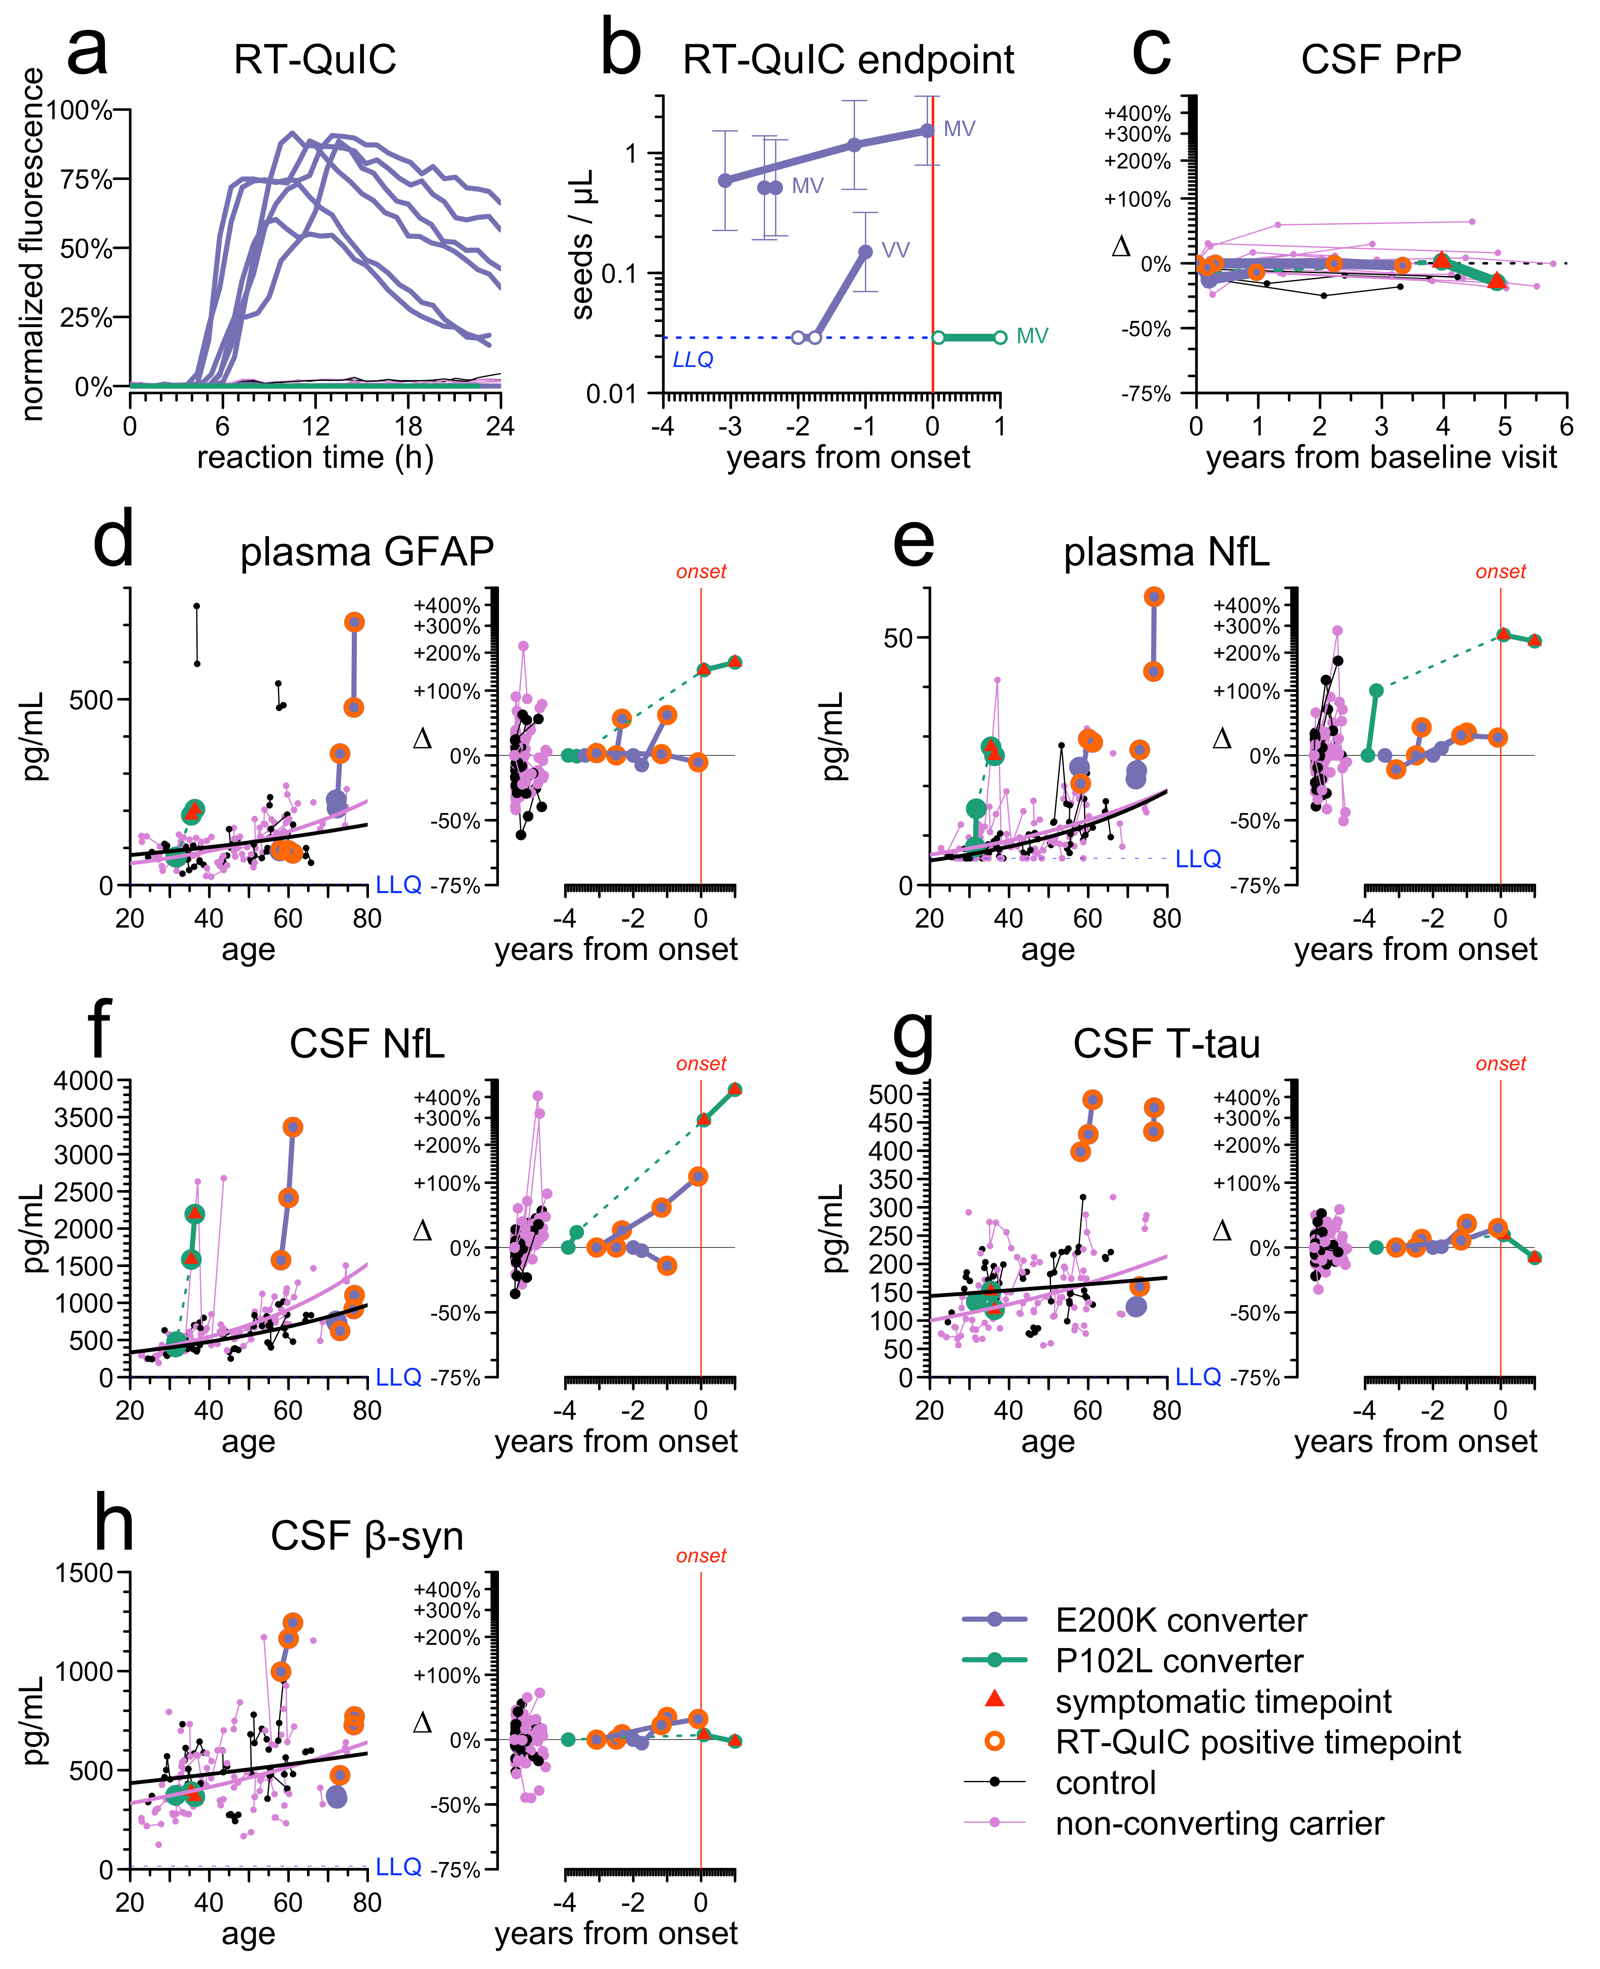 a
RT-QuIC
normalized fluorescence
100%
75%
50%
25%
0%
0 6 12 18 24
reaction time (h)
b
RT-QuIC endpoint
seeds / µL
1
0.1
0.01
MV
MV
VV
MV
LLQ
-4 -3 -2 -1 0 1
years from onset
c
CSF PrP
Δ
+400%
+300%
+200%
+100%
0%
-50%
-75%
0 1 2 3 4 5 6
years from baseline visit
d
plasma GFAP
pg/mL
500
0
LLQ
20 40 60 80
age
Δ
+400%
+300%
+200%
+100%
0%
-50%
-75%
onset
-4 -2 0
years from onset
e
plasma NfL
pg/mL
50
0
LLQ
20 40 60 80
age
Δ
+400%
+300%
+200%
+100%
0%
-50%
-75%
onset
-4 -2 0
years from onset
f
CSF NfL
pg/mL
4000
3500
3000
2500
2000
1500
1000
500
0
LLQ
20 40 60 80
age
Δ
+400%
+300%
+200%
+100%
0%
-50%
-75%
onset
-4 -2 0
years from onset
g
CSF T-tau
pg/mL
500
450
400
350
300
250
200
150
100
50
0
LLQ
20 40 60 80
age
Δ
+400%
+300%
+200%
+100%
0%
-50%
-75%
onset
-4 -2 0
years from onset
h
CSF β-syn
pg/mL
1500
1000
500
0
LLQ
20 40 60 80
age
Δ
+400%
+300%
+200%
+100%
0%
-50%
-75%
onset
-4 -2 0
years from onset
E200K converter
P102L converter
symptomatic timepoint
RT-QuIC positive timepoint
control
non-converting carrier